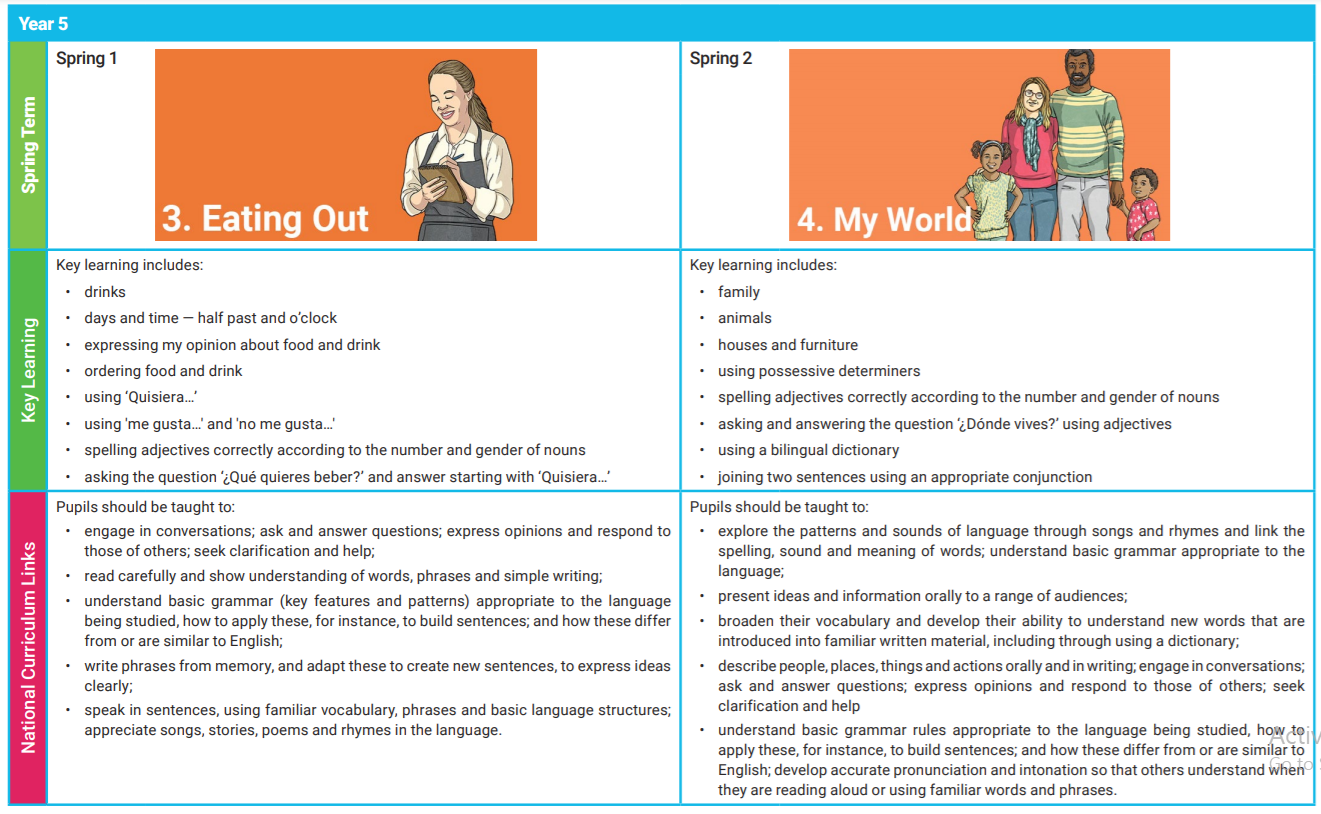 Year 5
Spring Term
Spring 1
3. Eating Out
Spring 2
4. My World
Key Learning
Key learning includes:
• drinks
• days and time — half past and o’clock
• expressing my opinion about food and drink
• ordering food and drink
• using ‘Quisiera…’
• using 'me gusta…' and 'no me gusta…'
• spelling adjectives correctly according to the number and gender of nouns
• asking the question ‘¿Qué quieres beber?’ and answer starting with ‘Quisiera…’
Key learning includes:
• family
• animals
• houses and furniture
• using possessive determiners
• spelling adjectives correctly according to the number and gender of nouns
• asking and answering the question ‘¿Dónde vives?’ using adjectives
• using a bilingual dictionary
• joining two sentences using an appropriate conjunction
National Curriculum Links
Pupils should be taught to:
• engage in conversations; ask and answer questions; express opinions and respond to
those of others; seek clarification and help;
• read carefully and show understanding of words, phrases and simple writing;
• understand basic grammar (key features and patterns) appropriate to the language
being studied, how to apply these, for instance, to build sentences; and how these differ
from or are similar to English;
• write phrases from memory, and adapt these to create new sentences, to express ideas
clearly;
• speak in sentences, using familiar vocabulary, phrases and basic language structures;
appreciate songs, stories, poems and rhymes in the language.
Pupils should be taught to:
• explore the patterns and sounds of language through songs and rhymes and link the
spelling, sound and meaning of words; understand basic grammar appropriate to the
language;
• present ideas and information orally to a range of audiences;
• broaden their vocabulary and develop their ability to understand new words that are
introduced into familiar written material, including through using a dictionary;
• describe people, places, things and actions orally and in writing; engage in conversations;
ask and answer questions; express opinions and respond to those of others; seek
clarification and help
• understand basic grammar rules appropriate to the language being studied, how to
apply these, for instance, to build sentences; and how these differ from or are similar to
English; develop accurate pronunciation and intonation so that others understand when
they are reading aloud or using familiar words and phrases.
Activ
Go to S